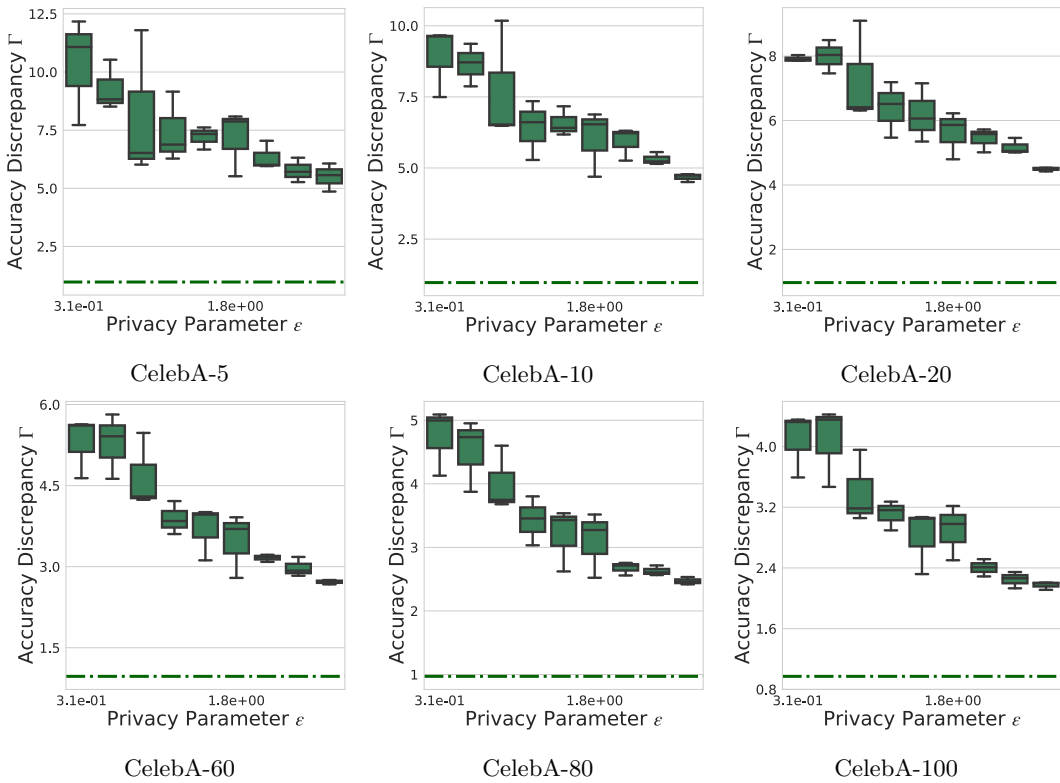 Accuracy Discrepancy Γ
12.5
10.0
7.5
5.0
2.5
3.1e-01
1.8e+00
Privacy Parameter ε
CelebA-5
Accuracy Discrepancy Γ
10.0
7.5
5.0
2.5
3.1e-01
1.8e+00
Privacy Parameter ε
CelebA-10
Accuracy Discrepancy Γ
8
6
4
2
3.1e-01
1.8e+00
Privacy Parameter ε
CelebA-20
Accuracy Discrepancy Γ
6.0
4.5
3.0
1.5
3.1e-01
1.8e+00
Privacy Parameter ε
CelebA-60
Accuracy Discrepancy Γ
5
4
3
2
1
3.1e-01
1.8e+00
Privacy Parameter ε
CelebA-80
Accuracy Discrepancy Γ
4.0
3.2
2.4
1.6
0.8
3.1e-01
1.8e+00
Privacy Parameter ε
CelebA-100